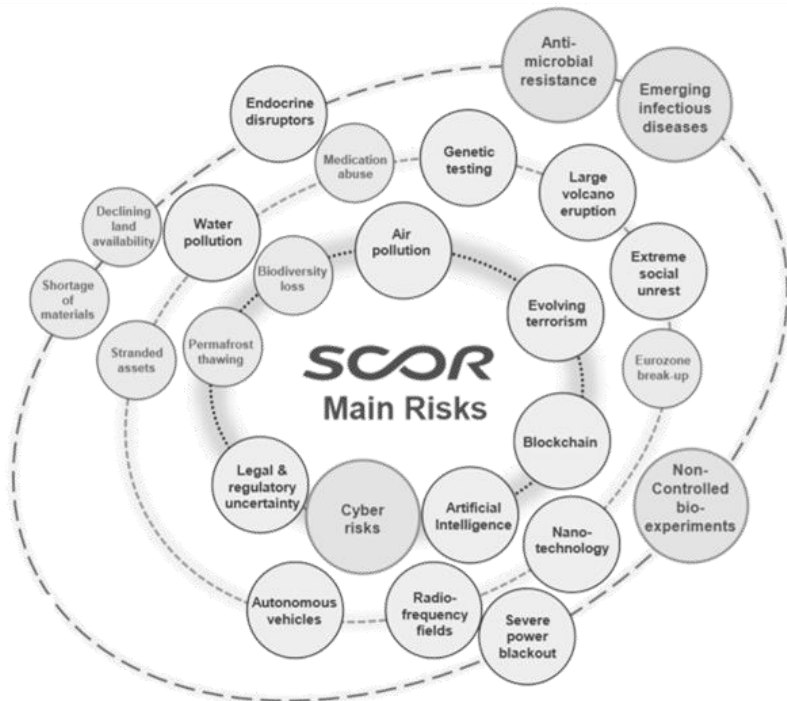 Anti-
microbial
resistance
Emerging
infectious
diseases
Endocrine
disruptors
Medication
abuse
Genetic
testing
Large
volcano
eruption
Declining
land
availability
Water
pollution
Air
pollution
Extreme
social
unrest
Shortage
of
materials
Biodiversity
loss
Evolving
terrorism
Stranded
assets
Permafrost
thawing
SCOR
Main Risks
Eurozone
break-up
Blockchain
Legal &
regulatory
uncertainty
Cyber
risks
Artificial
Intelligence
Non-
Controlled
bio-
experiments
Nano-
technology
Autonomous
vehicles
Radio-
frequency
fields
Severe
power
blackout